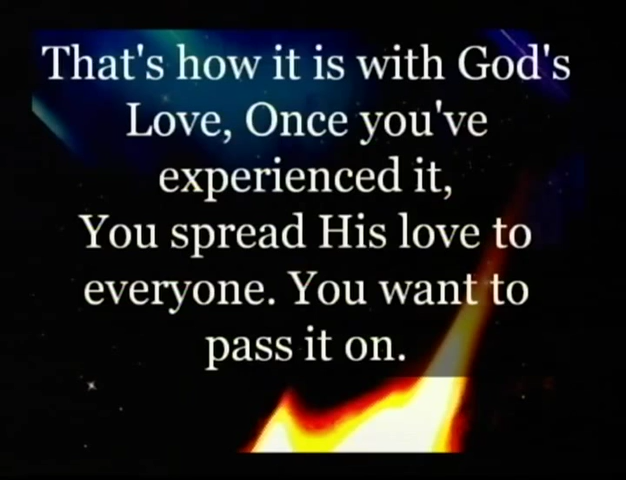 That's how it is with God's
Love, Once you've
experienced it,
You spread His love to
everyone. You want to
pass it on.